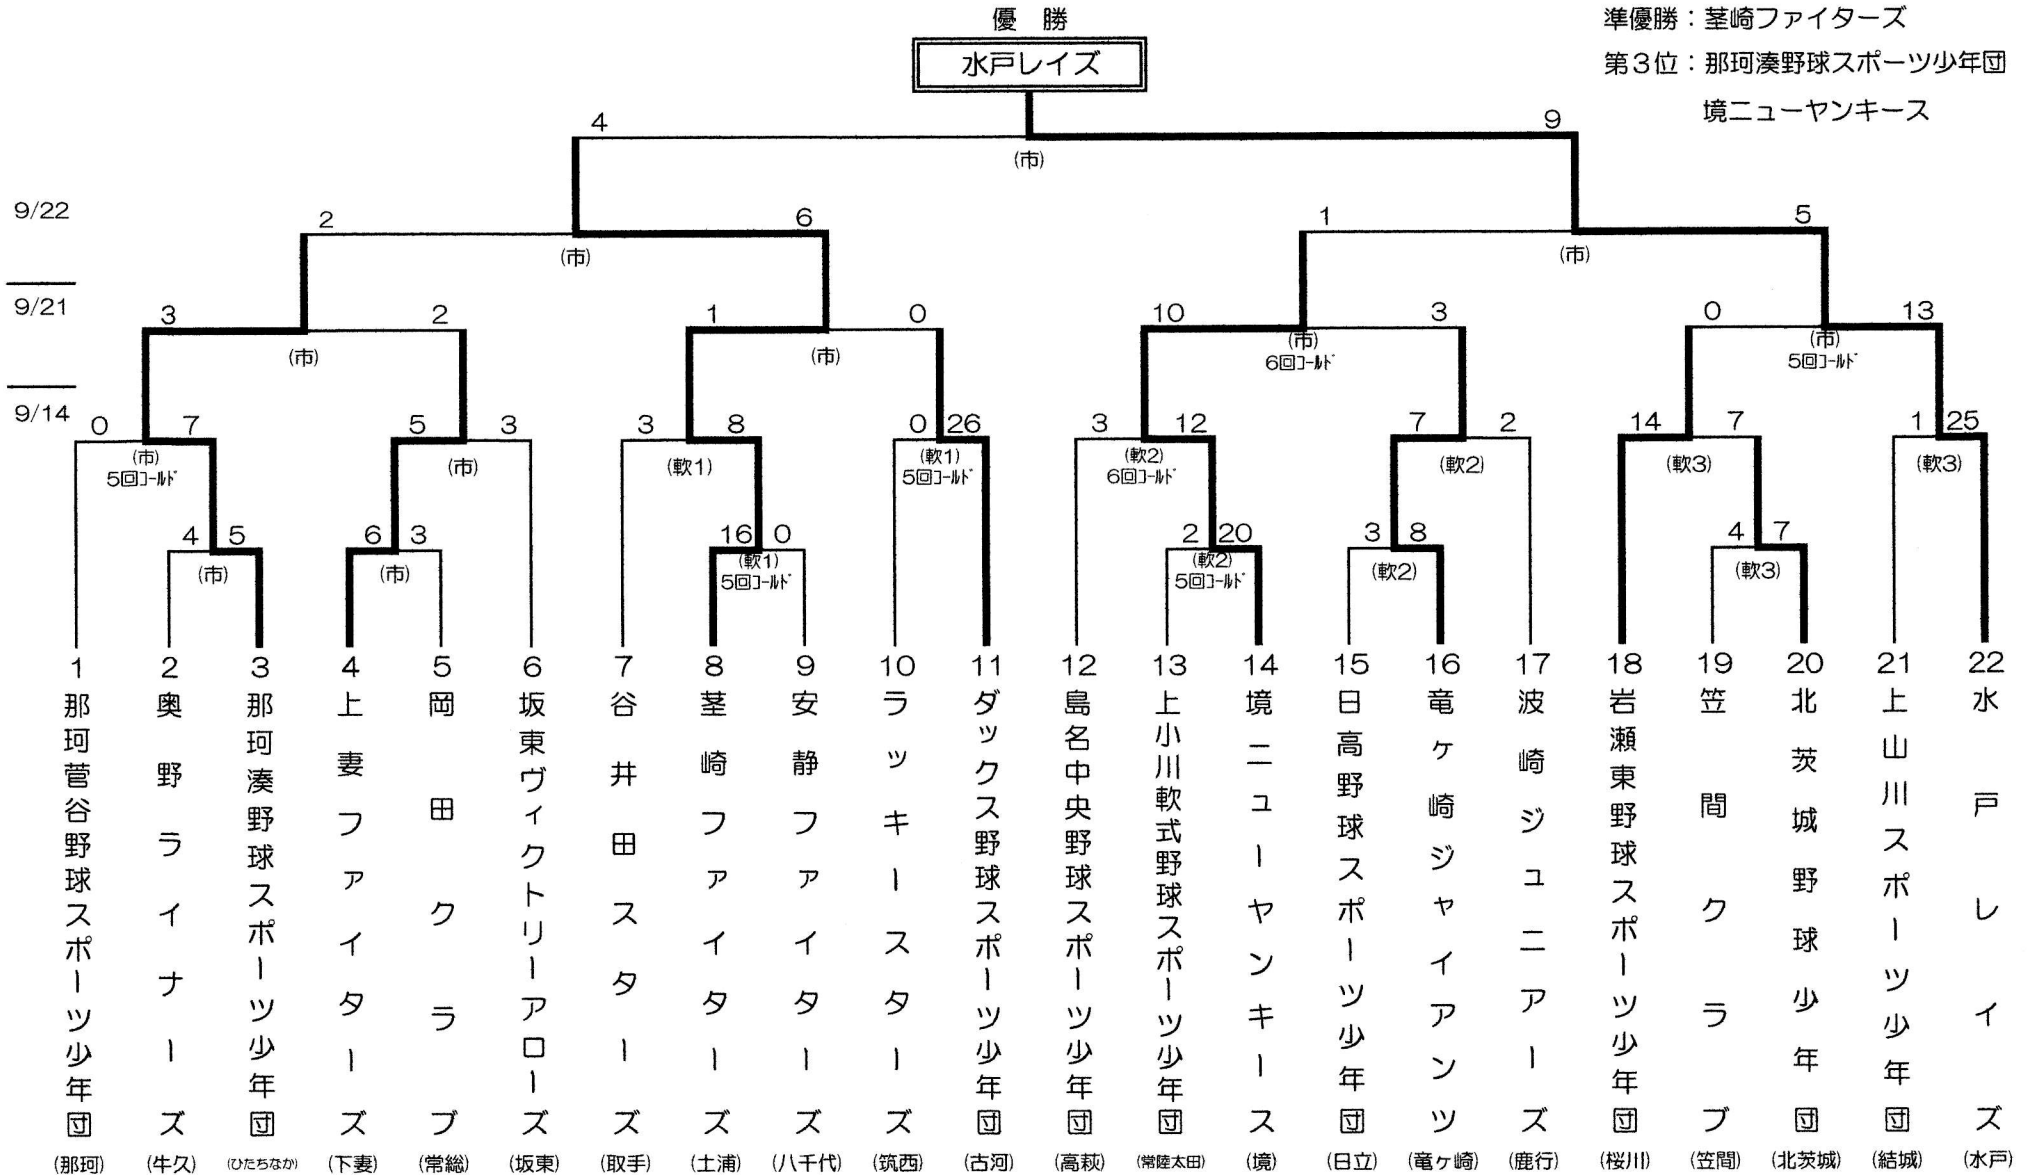 優 勝
水戸レイズ
準優勝：茎崎ファイターズ
第３位：那珂湊野球スポーツ少年団
境ニューヤンキース
4 9
(市)
9/22
2 6 1 5
(市) (市)
9/21
3 2 1 0 10 3 0 13
(市) (市) (市) (市)
6回ｺｰﾙﾄﾞ 5回ｺｰﾙﾄﾞ
9/14
0 7 5 3 3 8 0 26 3 12 7 2 14 7 1 25
(市) (市) (軟1) (軟1) (軟2) (軟2) (軟3) (軟3)
5回ｺｰﾙﾄﾞ 5回ｺｰﾙﾄﾞ 6回ｺｰﾙﾄﾞ
4 5 6 3 16 0 2 20 3 8 4 7
(市) (市) (軟1) (軟2) (軟2) (軟3)
5回ｺｰﾙﾄﾞ 5回ｺｰﾙﾄﾞ
1 2 3 4 5 6 7 8 9 10 11 12 13 14 15 16 17 18 19 20 21 22
那珂菅谷野球スポーツ少年団
奥野ライナーズ
那珂湊野球スポーツ少年団
上妻ファイターズ
岡田クラブ
坂東ヴィクトリーアローズ
谷井田スターズ
茎崎ファイターズ
安静ファイターズ
ラッキースターズ
ダックス野球スポーツ少年団
島名中央野球スポーツ少年団
上小川軟式野球スポーツ少年団
境ニューヤンキース
日高野球スポーツ少年団
竜ヶ崎ジャイアンツ
波崎ジュニアーズ
岩瀬東野球スポーツ少年団
笠間クラブ
北茨城野球少年団
上山川スポーツ少年団
水戸レイズ
(那珂) (牛久) (ひたちなか) (下妻) (常総) (坂東) (取手) (土浦) (八千代) (筑西) (古河) (高萩) (常陸太田) (境) (日立) (竜ヶ崎) (鹿行) (桜川) (笠間) (北茨城) (結城) (水戸)